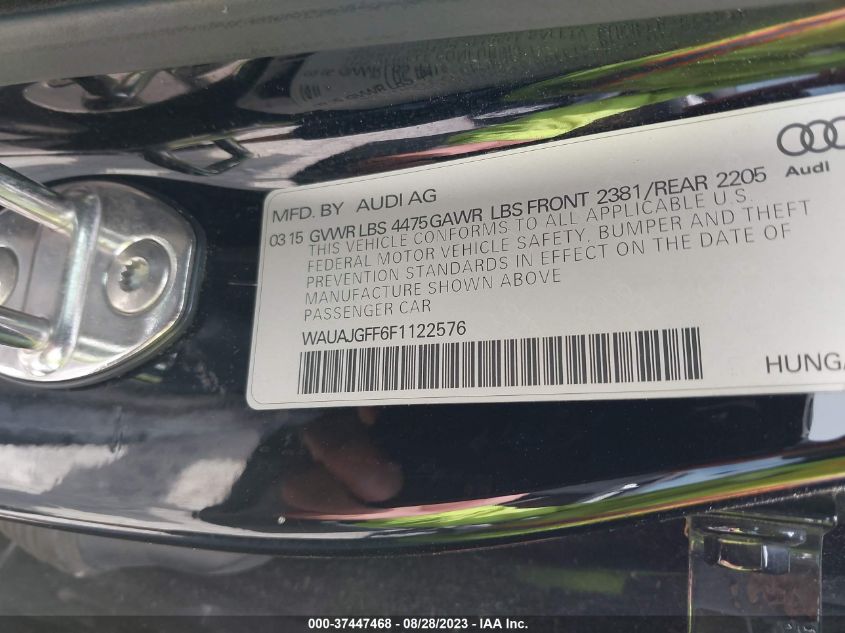 Audi
MFD. BY AUDI AG
03 15 GVWR LBS 4475 GAWR LBS FRONT 2381 / REAR 2205
THIS VEHICLE CONFORMS TO ALL APPLICABLE U.S.
FEDERAL MOTOR VEHICLE SAFETY, BUMPER AND THEFT
PREVENTION STANDARDS IN EFFECT ON THE DATE OF
MANUFACTURE SHOWN ABOVE
PASSENGER CAR
WAUAJGFF6F1122576
HUNGA
000-37447468 - 08/28/2023 - IAA Inc.